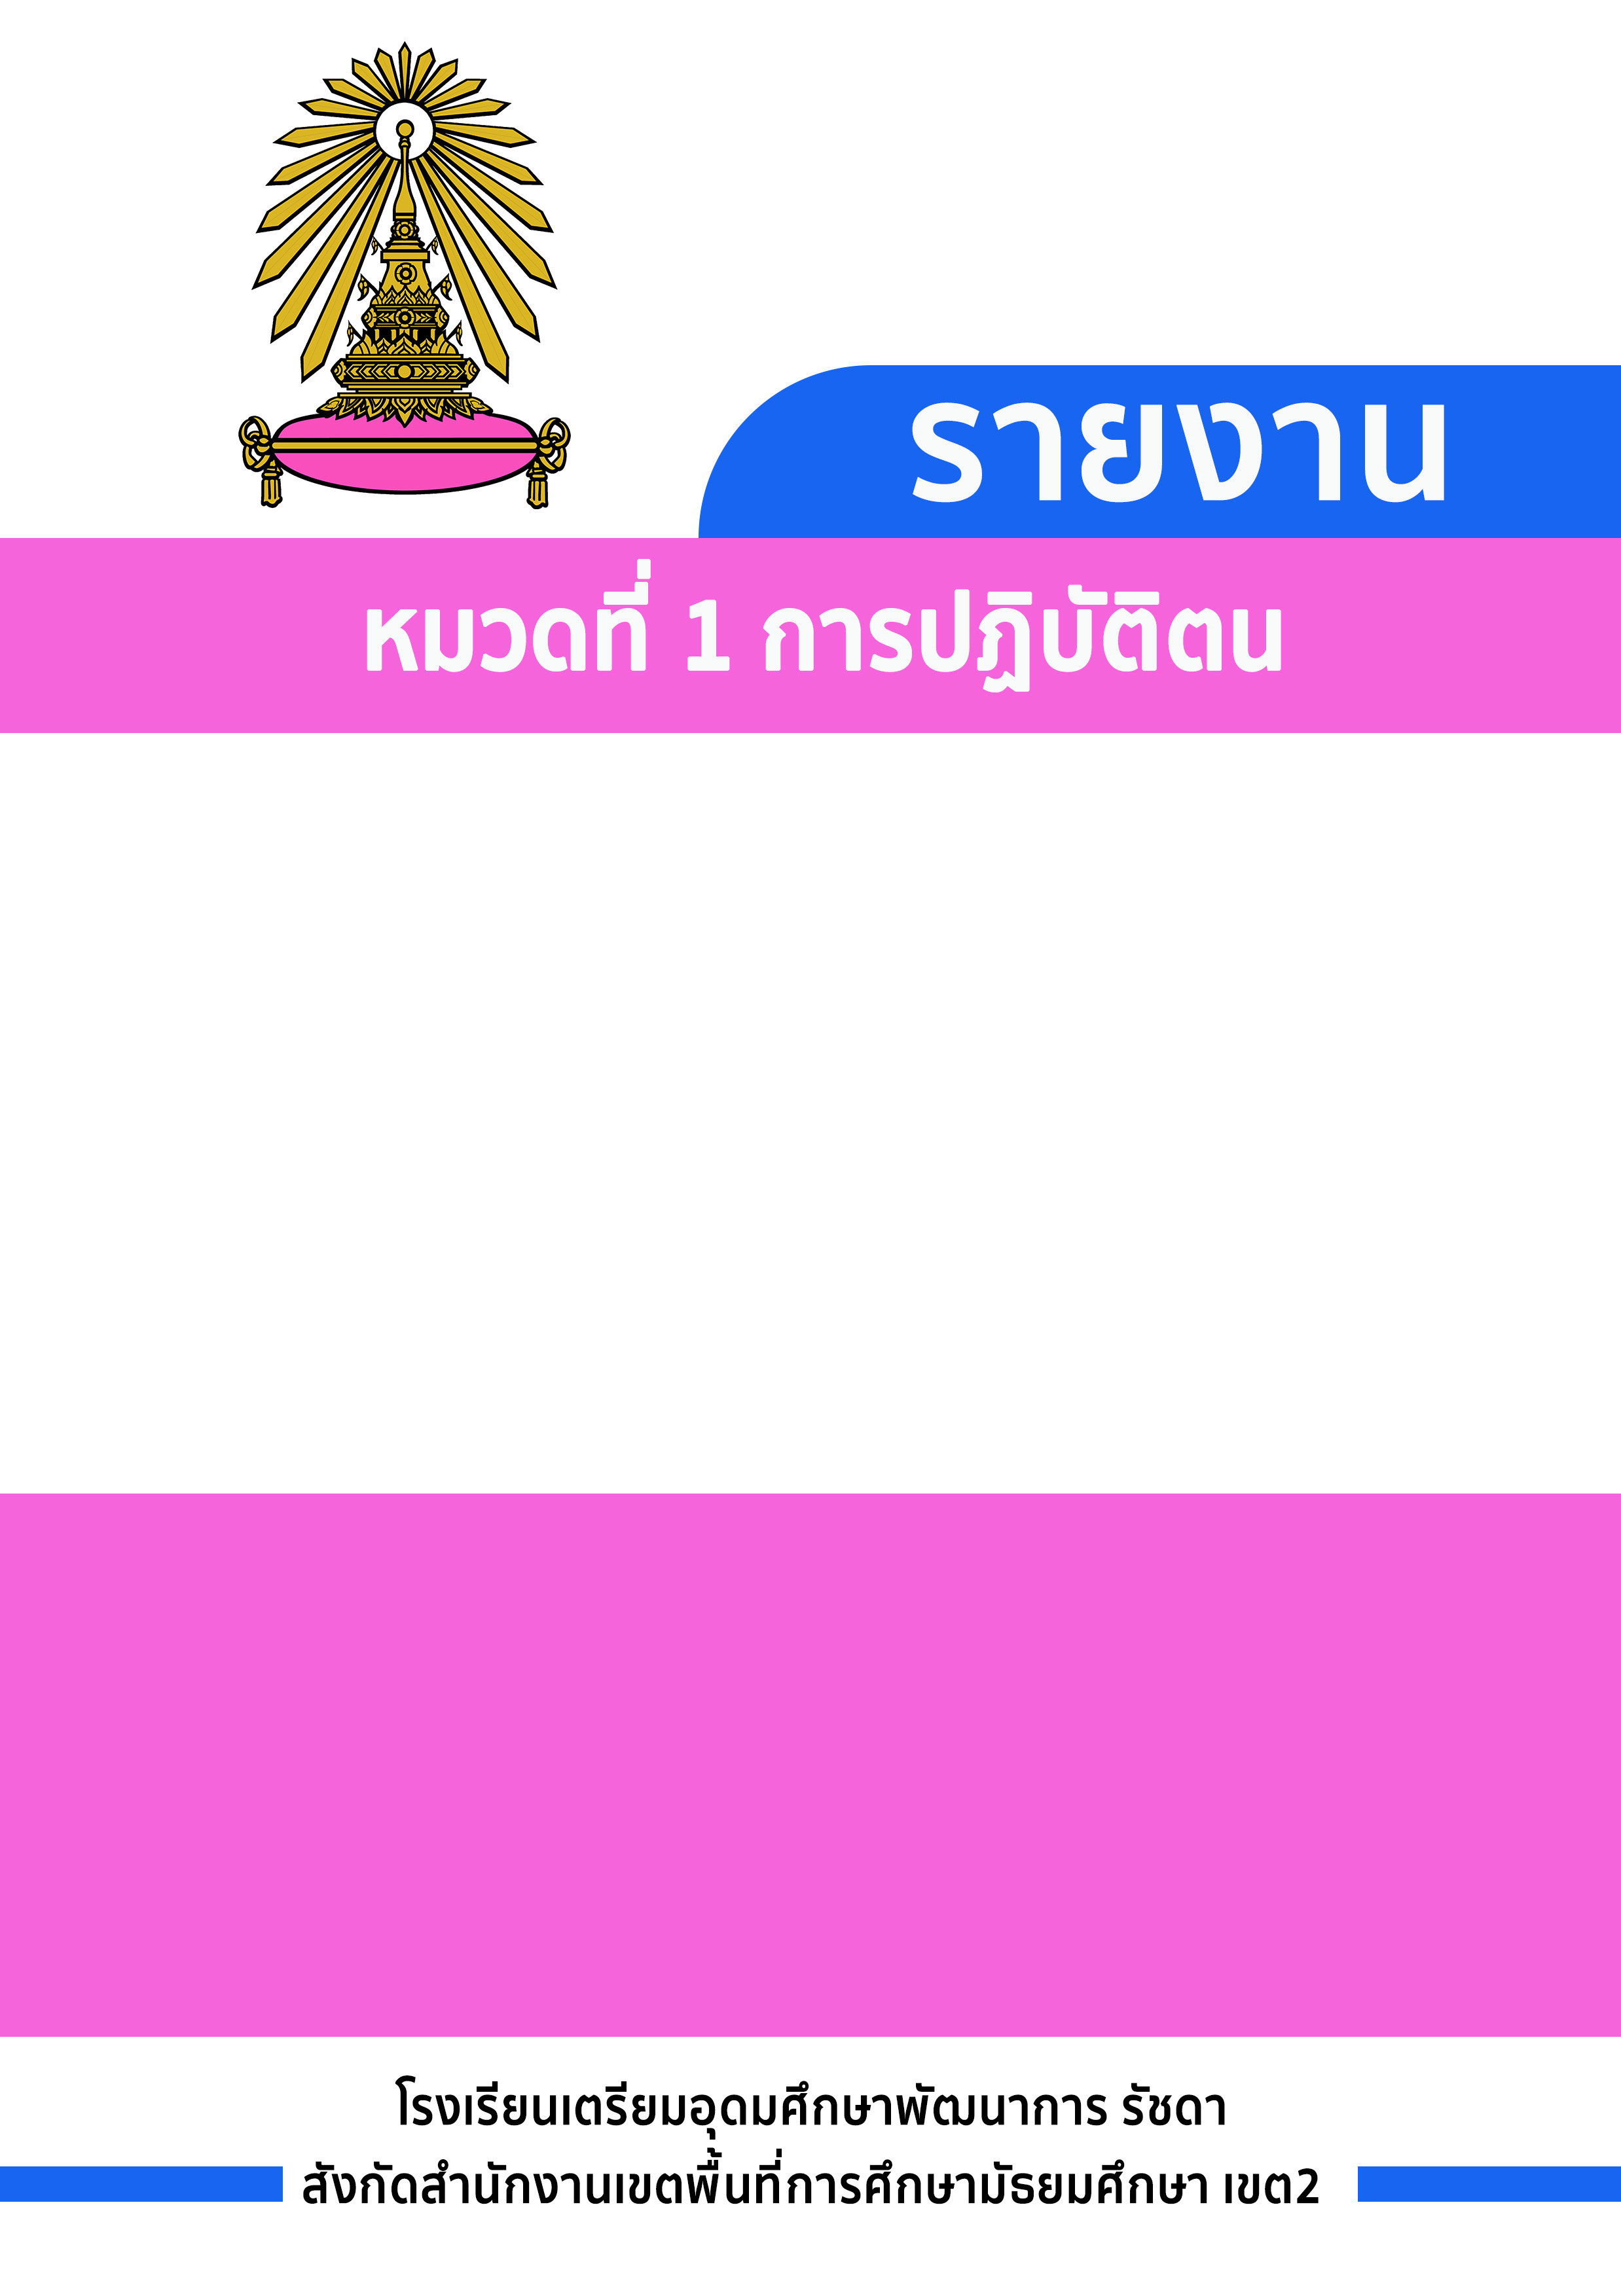 รายงาน
หมวดที่ 1 การปฏิบัติตน
โรงเรียนเตรียมอุดมศึกษาพัฒนาการ รัชดา
สังกัดสำนักงานเขตพื้นที่การศึกษามัธยมศึกษา เขต2